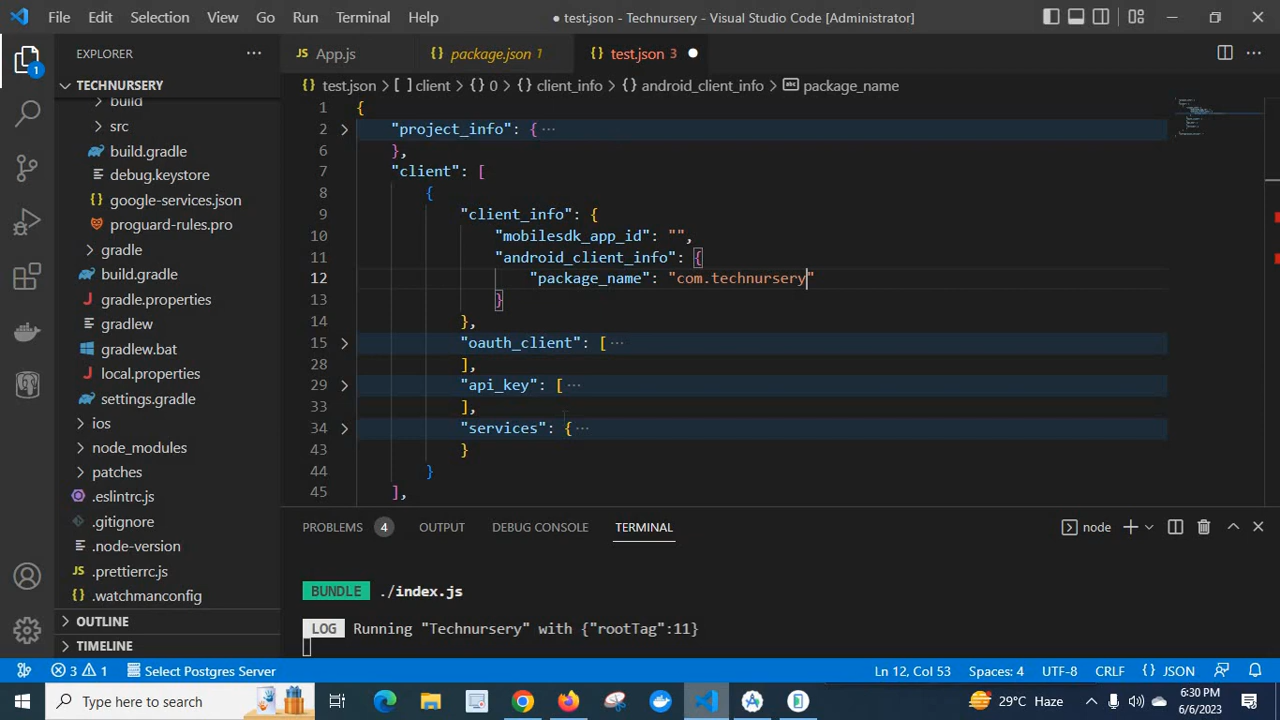 File Edit Selection View Go Run Terminal Help ● test.json - Technursery - Visual Studio Code [Administrator]
EXPLORER ···
JS App.js
{} package.json 1
{} test.json 3 ●
1
TECHNURSERY
{} test.json > [ ] client > {} 0 > {} client_info > {} android_client_info > package_name
build
src
build.gradle
debug.keystore
{} google-services.json
proguard-rules.pro
gradle
build.gradle
gradle.properties
gradlew
gradlew.bat
local.properties
settings.gradle
ios
node_modules
patches
.eslintrc.js
.gitignore
.node-version
JS .prettierrc.js
{} .watchmanconfig
OUTLINE
TIMELINE
1 {
2 "project_info": { ···
6 },
7 "client": [
8 {
9 "client_info": {
10 "mobilesdk_app_id": "",
11 "android_client_info": {
12 "package_name": "com.technursery"
13 }
14 },
15 "oauth_client": [ ···
28 ],
29 "api_key": [ ···
33 ],
34 "services": { ···
43 }
44 }
45 ],
PROBLEMS 4 OUTPUT DEBUG CONSOLE TERMINAL node
BUNDLE ./index.js
LOG Running "Technursery" with {"rootTag":11}
3 1 Select Postgres Server Ln 12, Col 53 Spaces: 4 UTF-8 CRLF {} JSON
Type here to search
29°C Haze
6:30 PM
6/6/2023